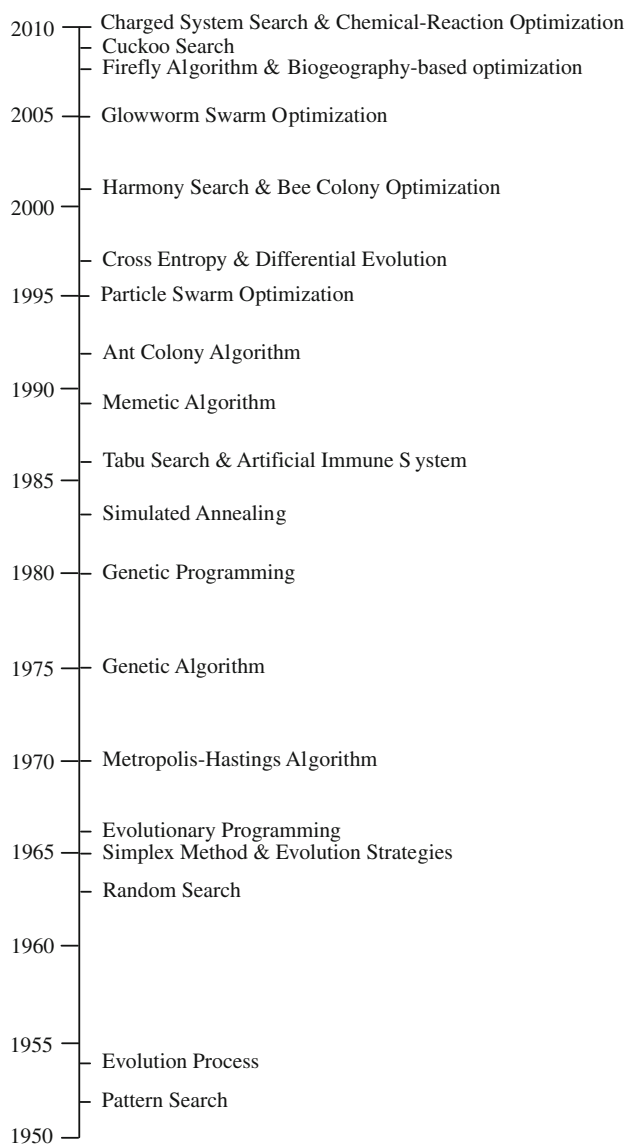 2010 Charged System Search & Chemical-Reaction Optimization
Cuckoo Search
Firefly Algorithm & Biogeography-based optimization
2005 Glowworm Swarm Optimization
Harmony Search & Bee Colony Optimization
2000
Cross Entropy & Differential Evolution
1995 Particle Swarm Optimization
Ant Colony Algorithm
1990
Memetic Algorithm
Tabu Search & Artificial Immune System
1985
Simulated Annealing
1980 Genetic Programming
1975 Genetic Algorithm
1970 Metropolis-Hastings Algorithm
Evolutionary Programming
1965 Simplex Method & Evolution Strategies
Random Search
1960
1955
Evolution Process
Pattern Search
1950